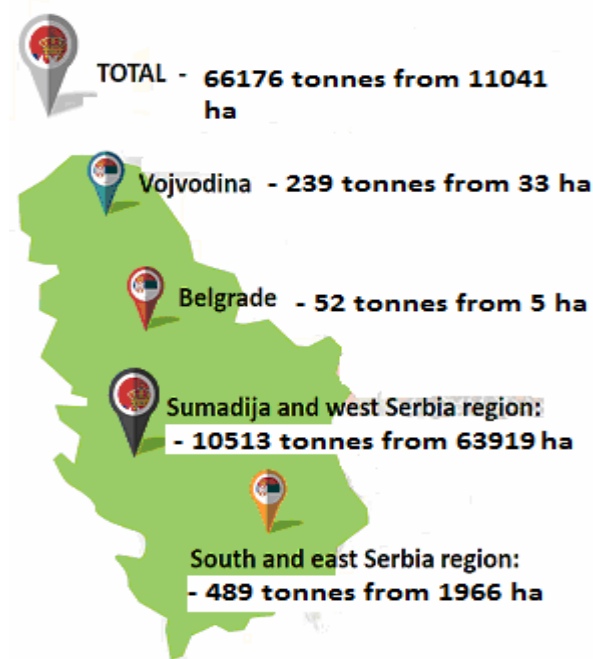 TOTAL - 66176 tonnes from 11041
ha
Vojvodina - 239 tonnes from 33 ha
Belgrade - 52 tonnes from 5 ha
Sumadija and west Serbia region:
- 10513 tonnes from 63919 ha
South and east Serbia region:
- 489 tonnes from 1966 ha